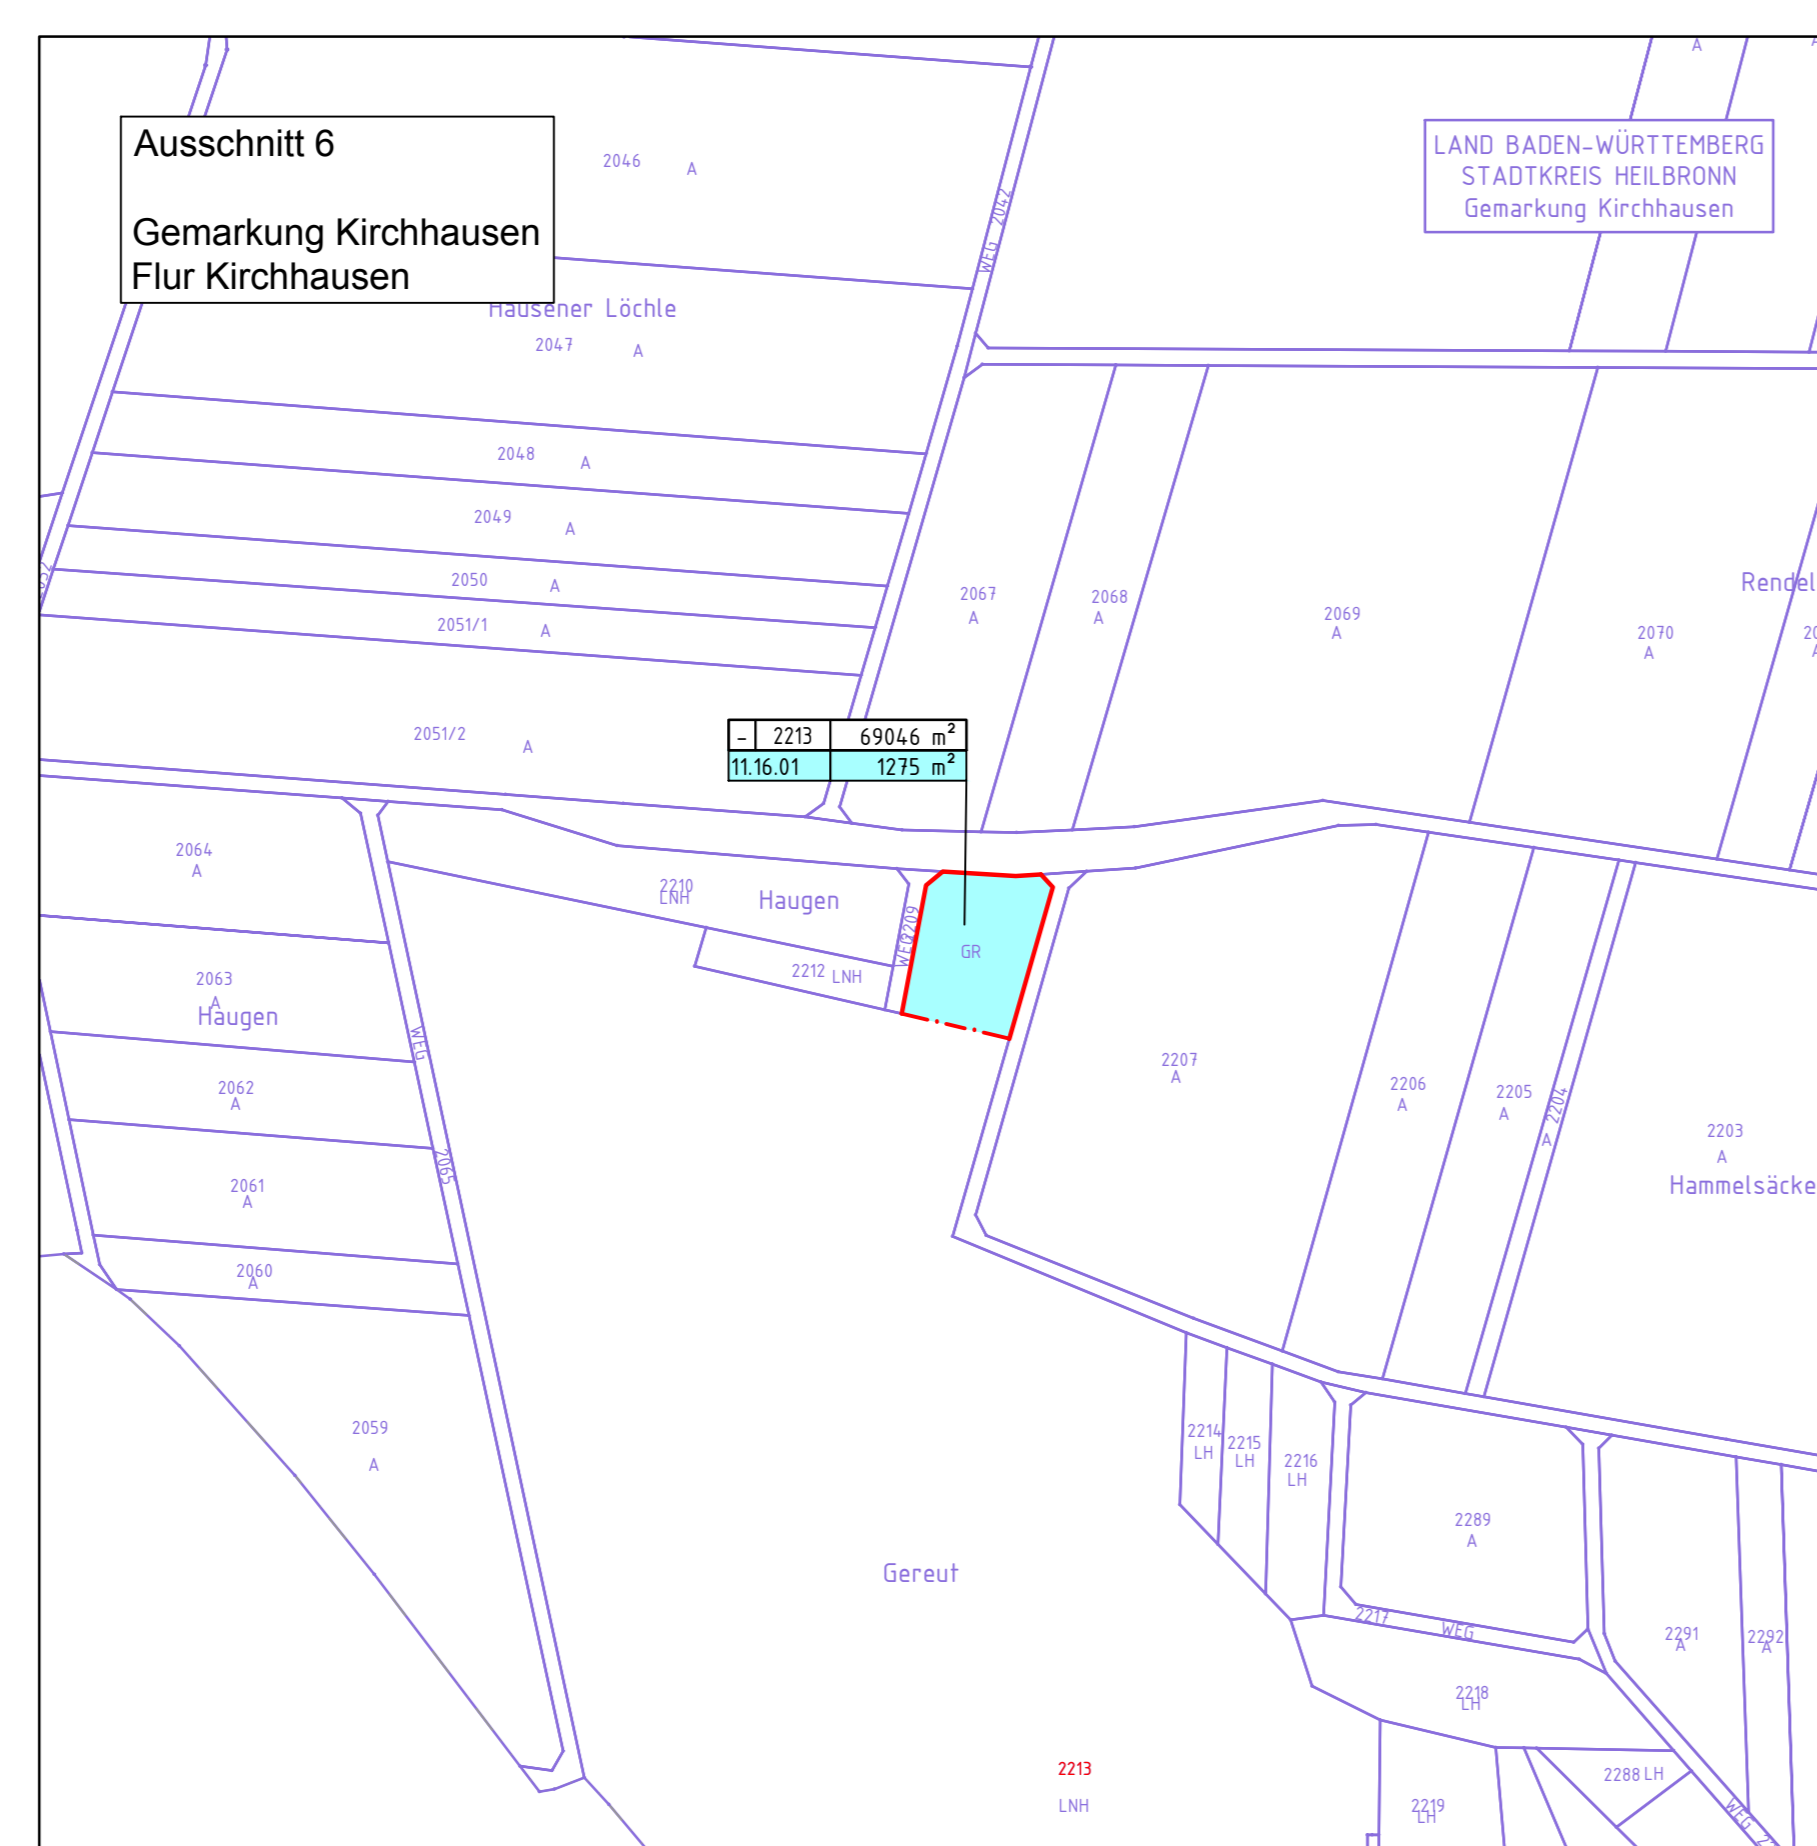 Ausschnitt 6
Gemarkung Kirchhausen
Flur Kirchhausen
LAND BADEN-WÜRTTEMBERG
STADTKREIS HEILBRONN
Gemarkung Kirchhausen
A
2046 A
WEG 2042
Hausener Löchle
2047 A
2048 A
2049 A
2050 A
2051/1 A
2051/2 A
2067
A
2068
A
2069
A
Rendel
2070
A
- 2213 69046 m²
11.16.01 1275 m²
2064
A
2210
LNH
Haugen
WEG 2209
GR
2212 LNH
2063
A
Haugen
WEG
2065
2062
A
2061
A
2060
A
2059
A
2207
A
2206
A
2205
A
A 2204
2203
A
Hammelsäcke
2214
LH
2215
LH
2216
LH
2289
A
Gereut
2217 WEG
2291
A
2292
A
2218
LH
2213
LNH
2288 LH
2219
LH
WEG